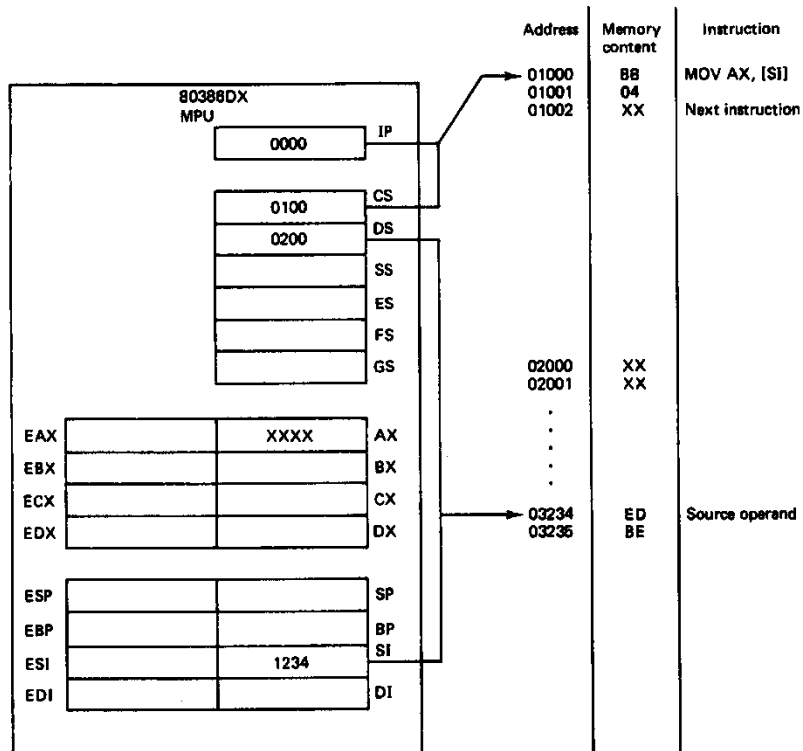 Address Memory content Instruction
01000 8B MOV AX, [SI]
01001 04
01002 XX Next instruction
80386DX
MPU
IP
0000
CS
0100
DS
0200
SS
ES
FS
GS
02000 XX
02001 XX
EAX XXXX AX
EBX BX
ECX CX
EDX DX
03234 ED Source operand
03235 BE
ESP SP
EBP BP
ESI 1234 SI
EDI DI